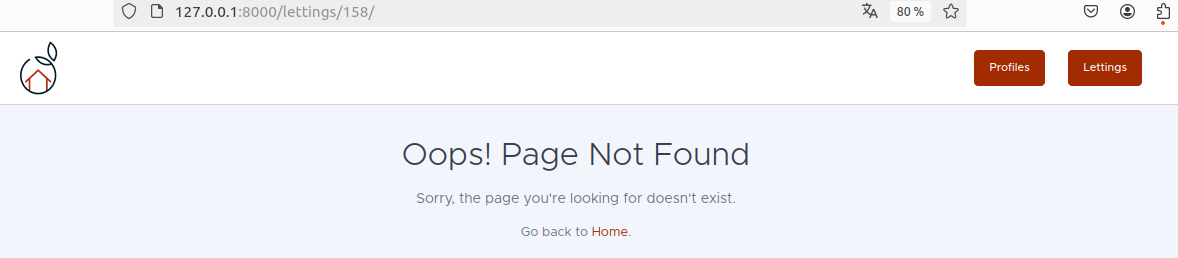 127.0.0.1:8000/lettings/158/
80 %
Profiles
Lettings
Oops! Page Not Found
Sorry, the page you're looking for doesn't exist.
Go back to Home.